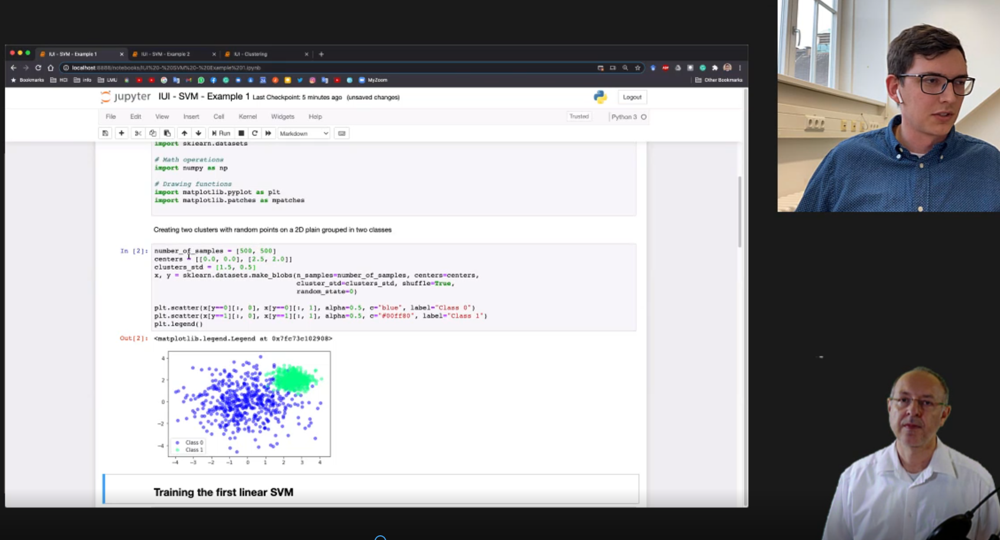 IUI - SVM - Example 1
IUI - SVM - Example 2
IUI - Clustering
localhost:8888/notebooks/IUI%20-%20SVM%20-%20Example%201.ipynb
Bookmarks HCI info LMU MyZoom Other Bookmarks
jupyter IUI - SVM - Example 1 Last Checkpoint: 5 minutes ago (unsaved changes) Logout
File Edit View Insert Cell Kernel Widgets Help Trusted Python 3
Run Markdown
import sklearn.datasets
# Math operations
import numpy as np
# Drawing functions
import matplotlib.pyplot as plt
import matplotlib.patches as mpatches
Creating two clusters with random points on a 2D plain grouped in two classes
In [2]: number_of_samples = [500, 500]
centers = [[0.0, 0.0], [2.5, 2.0]]
clusters_std = [1.5, 0.5]
x, y = sklearn.datasets.make_blobs(n_samples=number_of_samples, centers=centers,
cluster_std=clusters_std, shuffle=True,
random_state=0)
plt.scatter(x[y==0][:, 0], x[y==0][:, 1], alpha=0.5, c="blue", label="Class 0")
plt.scatter(x[y==1][:, 0], x[y==1][:, 1], alpha=0.5, c="#00ff80", label="Class 1")
plt.legend()
Out[2]: <matplotlib.legend.Legend at 0x7fc73c102908>
4
2
0
−2
−4
Class 0
Class 1
−4 −3 −2 −1 0 1 2 3 4
Training the first linear SVM